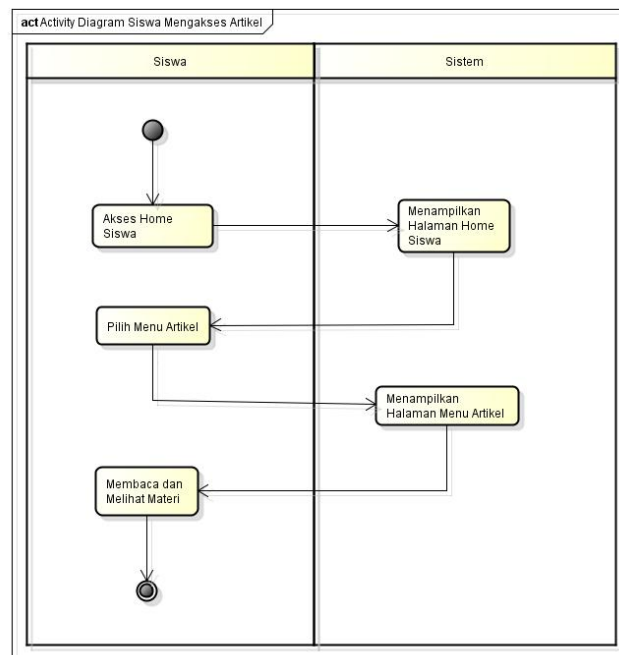 act Activity Diagram Siswa Mengakses Artikel
Siswa
Sistem
Akses Home
Siswa
Menampilkan
Halaman Home
Siswa
Pilih Menu Artikel
Menampilkan
Halaman Menu Artikel
Membaca dan
Melihat Materi